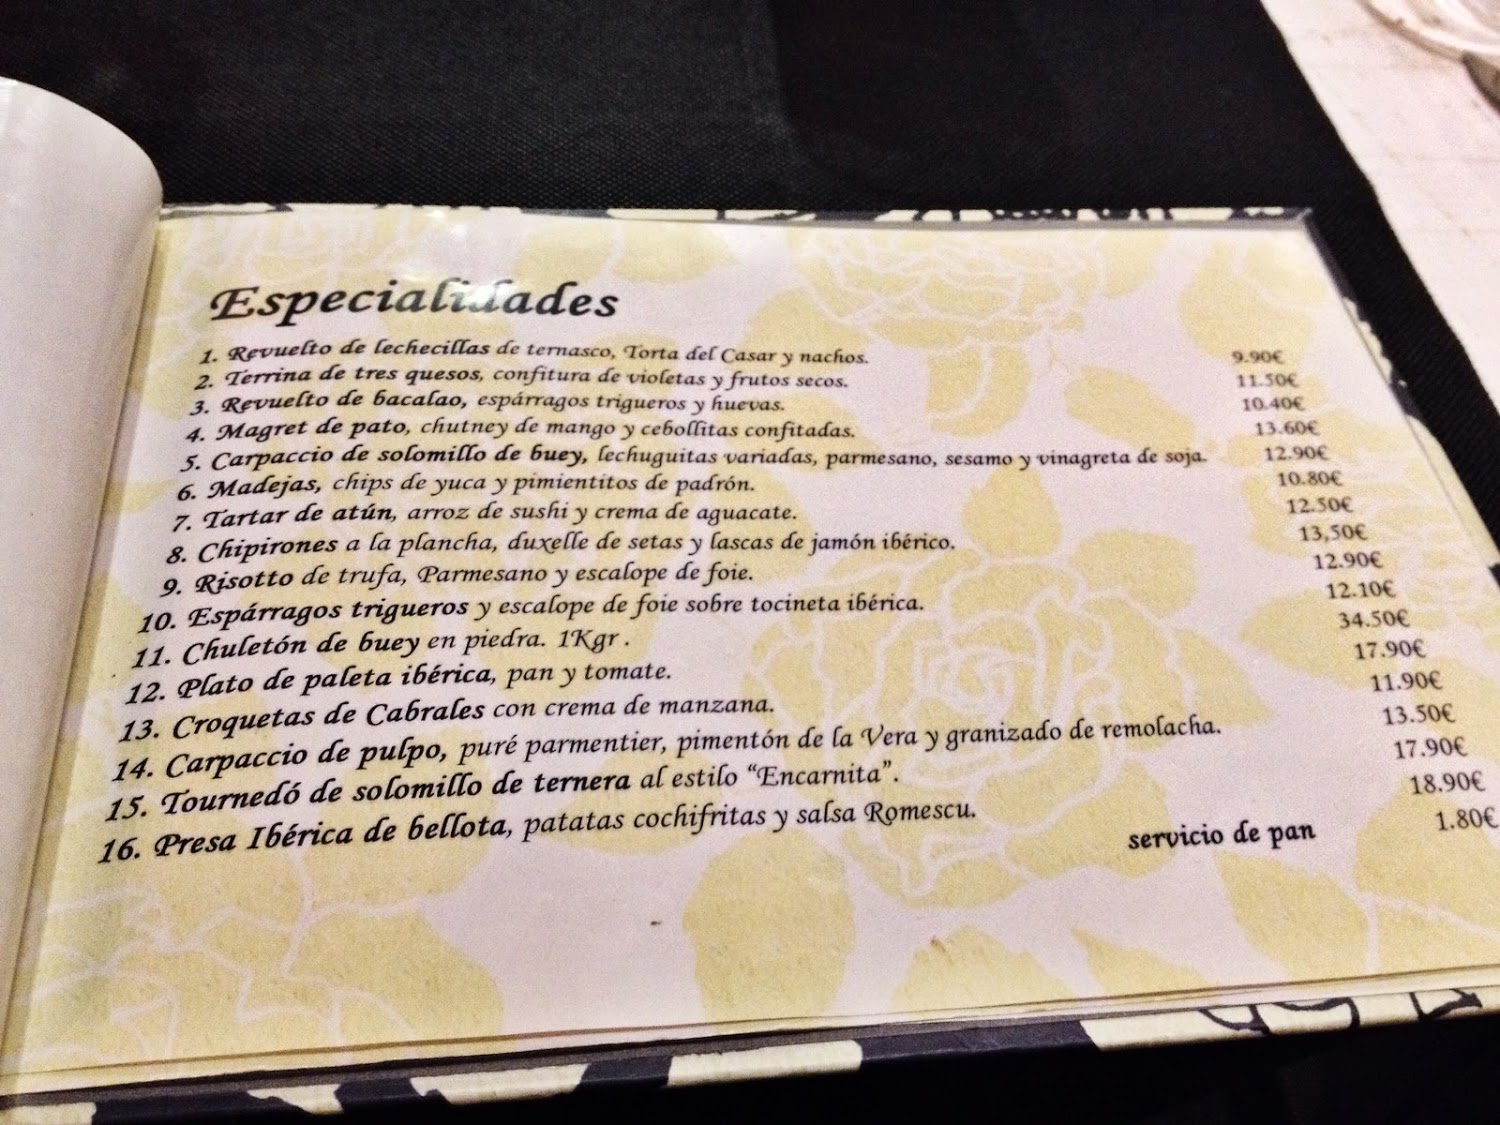 Especialidades
1. Revuelto de lechecillas de ternasco, Torta del Casar y nachos. 9.90€
2. Terrina de tres quesos, confitura de violetas y frutos secos. 11.50€
3. Revuelto de bacalao, espárragos trigueros y huevas. 10.40€
4. Magret de pato, chutney de mango y cebollitas confitadas. 13.60€
5. Carpaccio de solomillo de buey, lechuguitas variadas, parmesano, sesamo y vinagreta de soja. 12.90€
6. Madejas, chips de yuca y pimientitos de padrón. 10.80€
7. Tartar de atún, arroz de sushi y crema de aguacate. 12.50€
8. Chipirones a la plancha, duxelle de setas y lascas de jamón ibérico. 13,50€
9. Risotto de trufa, Parmesano y escalope de foie. 12.90€
10. Espárragos trigueros y escalope de foie sobre tocineta ibérica. 12.10€
11. Chuletón de buey en piedra. 1Kgr . 34.50€
12. Plato de paleta ibérica, pan y tomate. 17.90€
13. Croquetas de Cabrales con crema de manzana. 11.90€
14. Carpaccio de pulpo, puré parmentier, pimentón de la Vera y granizado de remolacha. 13.50€
15. Tournedó de solomillo de ternera al estilo “Encarnita”. 17.90€
16. Presa Ibérica de bellota, patatas cochifritas y salsa Romescu. 18.90€
servicio de pan 1.80€